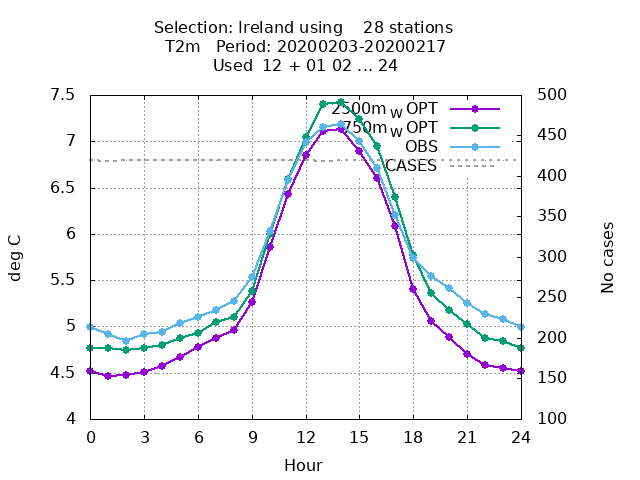 Selection: Ireland using 28 stations
T2m Period: 20200203-20200217
Used 12 + 01 02 ... 24
7.5
7
6.5
6
5.5
5
4.5
4
500
450
400
350
300
250
200
150
100
2500m W OPT
750m W OPT
OBS
CASES
deg C
No cases
0 3 6 9 12 15 18 21 24
Hour